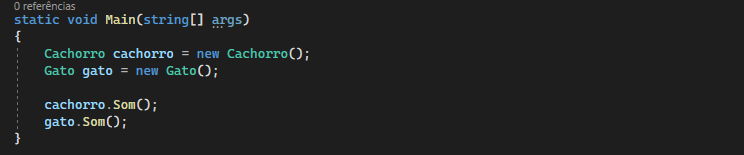 0 referências
static void Main(string[] args)
{
Cachorro cachorro = new Cachorro();
Gato gato = new Gato();
cachorro.Som();
gato.Som();
}